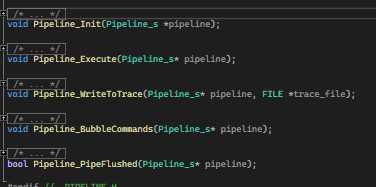 /* ... */
void Pipeline_Init(Pipeline_s *pipeline);
/* ... */
void Pipeline_Execute(Pipeline_s* pipeline);
/* ... */
void Pipeline_WriteToTrace(Pipeline_s* pipeline, FILE *trace_file);
/* ... */
void Pipeline_BubbleCommands(Pipeline_s* pipeline);
/* ... */
bool Pipeline_PipeFlushed(Pipeline_s* pipeline);
#endif // PIPELINE_H